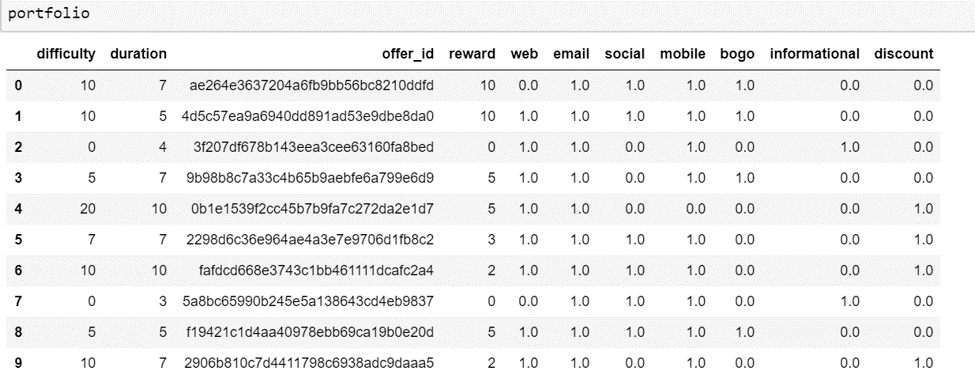 portfolio
difficulty duration offer_id reward web email social mobile bogo informational discount
0 10 7 ae264e3637204a6fb9bb56bc8210ddfd 10 0.0 1.0 1.0 1.0 1.0 0.0 0.0
1 10 5 4d5c57ea9a6940dd891ad53e9dbe8da0 10 1.0 1.0 1.0 1.0 1.0 0.0 0.0
2 0 4 3f207df678b143eea3cee63160fa8bed 0 1.0 1.0 0.0 1.0 0.0 1.0 0.0
3 5 7 9b98b8c7a33c4b65b9aebfe6a799e6d9 5 1.0 1.0 0.0 1.0 1.0 0.0 0.0
4 20 10 0b1e1539f2cc45b7b9fa7c272da2e1d7 5 1.0 1.0 0.0 0.0 0.0 0.0 1.0
5 7 7 2298d6c36e964ae4a3e7e9706d1fb8c2 3 1.0 1.0 1.0 1.0 0.0 0.0 1.0
6 10 10 fafdcd668e3743c1bb461111dcafc2a4 2 1.0 1.0 1.0 1.0 0.0 0.0 1.0
7 0 3 5a8bc65990b245e5a138643cd4eb9837 0 0.0 1.0 1.0 1.0 0.0 1.0 0.0
8 5 5 f19421c1d4aa40978ebb69ca19b0e20d 5 1.0 1.0 1.0 1.0 1.0 0.0 0.0
9 10 7 2906b810c7d4411798c6938adc9daaa5 2 1.0 1.0 0.0 1.0 0.0 0.0 1.0